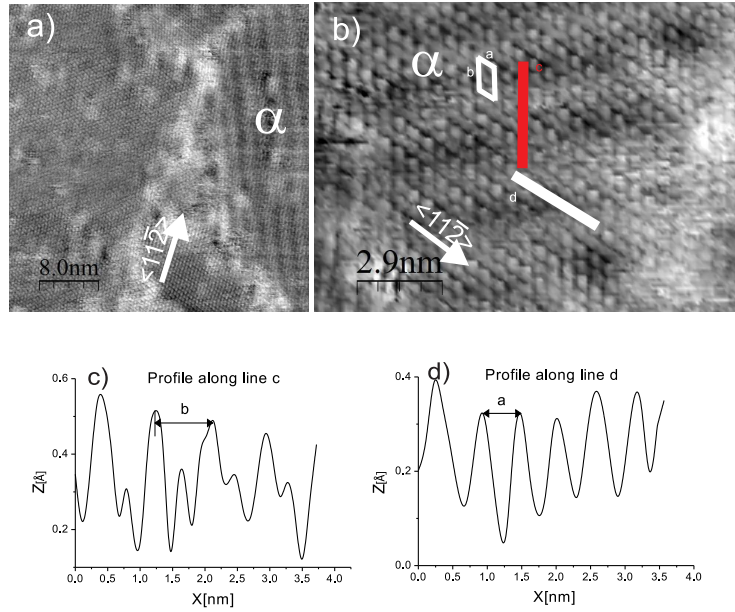 a)
α
<112̄>
8.0nm
b)
α
a
b
c
d
<112̄>
2.9nm
c)
Profile along line c
b
Z[Å]
0.6
0.4
0.2
0.0 0.5 1.0 1.5 2.0 2.5 3.0 3.5 4.0
X[nm]
d)
Profile along line d
a
Z[Å]
0.4
0.2
0.0
0.0 0.5 1.0 1.5 2.0 2.5 3.0 3.5 4.0
X[nm]